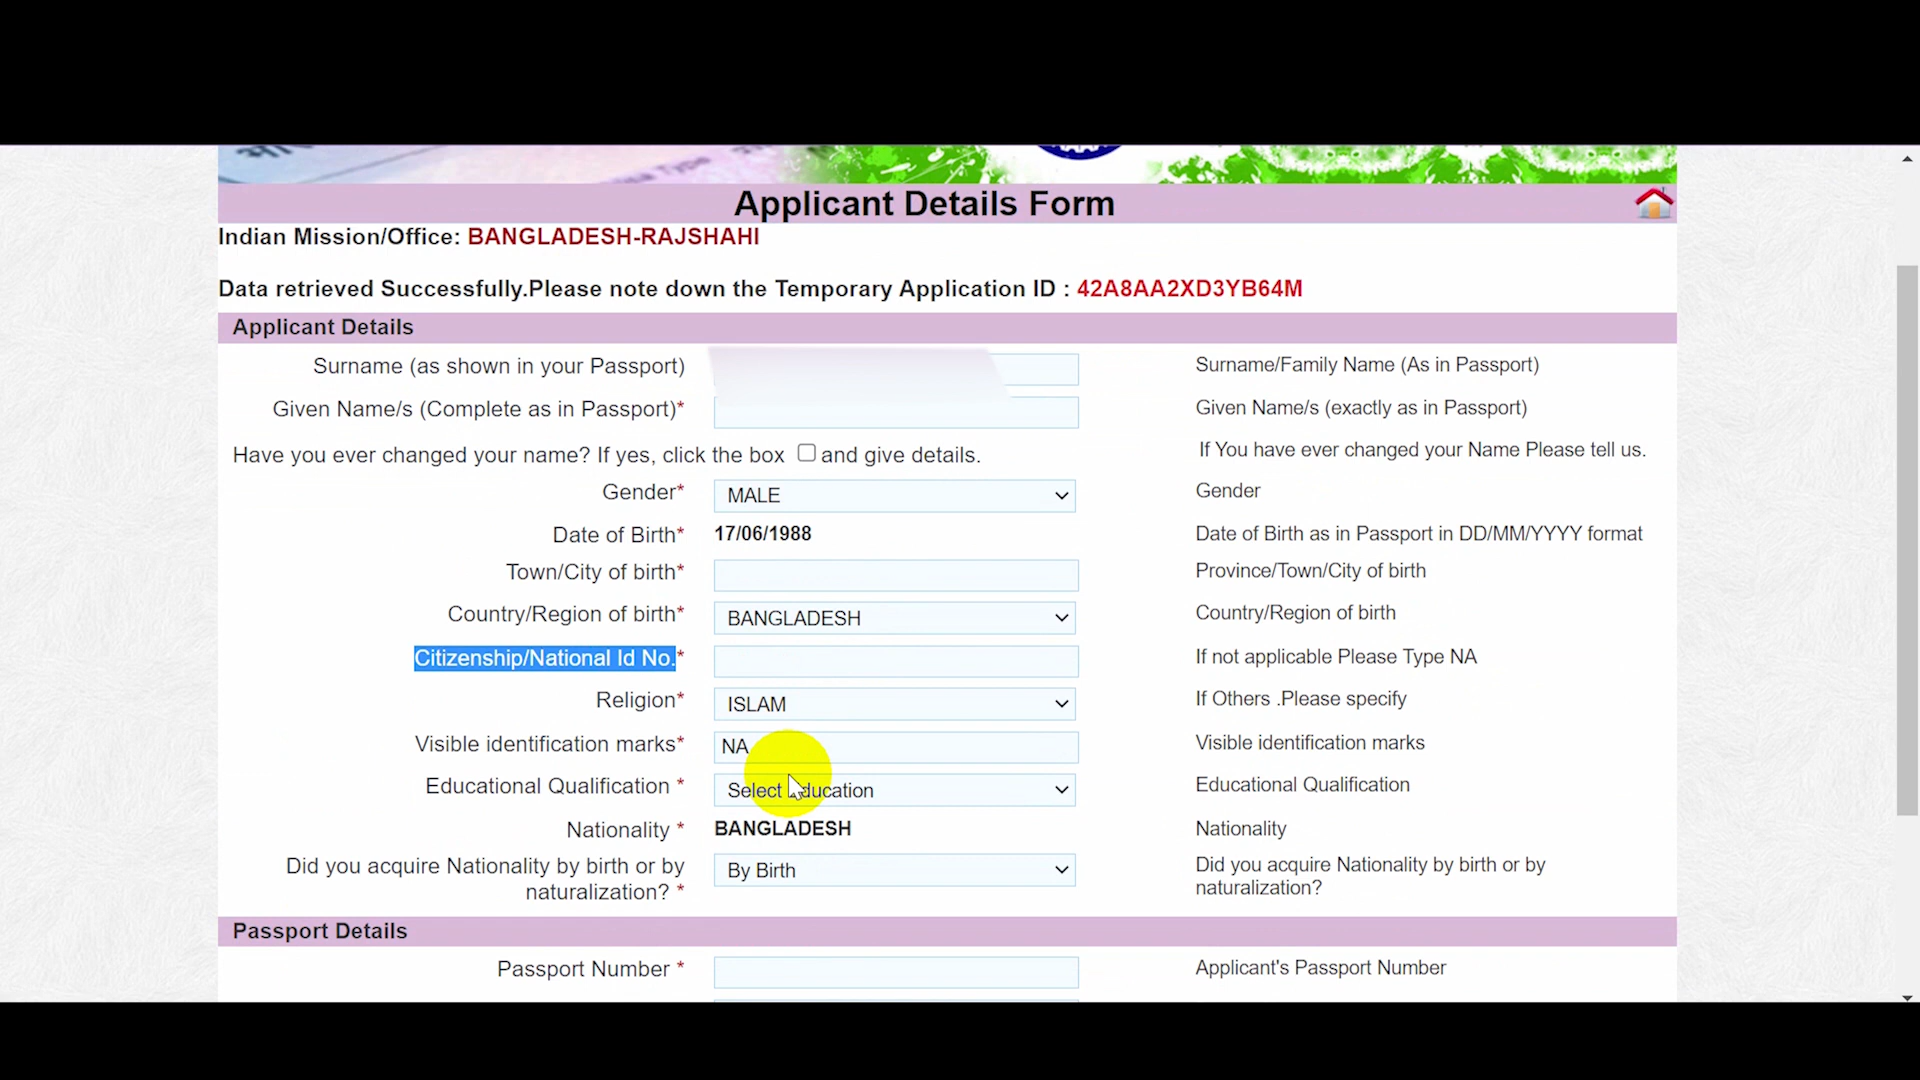 Applicant Details Form
Indian Mission/Office: BANGLADESH-RAJSHAHI
Data retrieved Successfully.Please note down the Temporary Application ID : 42A8AA2XD3YB64M
Applicant Details
Surname (as shown in your Passport) Surname/Family Name (As in Passport)
Given Name/s (Complete as in Passport)* Given Name/s (exactly as in Passport)
Have you ever changed your name? If yes, click the box and give details. If You have ever changed your Name Please tell us.
Gender* MALE Gender
Date of Birth* 17/06/1988 Date of Birth as in Passport in DD/MM/YYYY format
Town/City of birth* Province/Town/City of birth
Country/Region of birth* BANGLADESH Country/Region of birth
Citizenship/National Id No.* If not applicable Please Type NA
Religion* ISLAM If Others .Please specify
Visible identification marks* NA Visible identification marks
Educational Qualification * Select Education Educational Qualification
Nationality * BANGLADESH Nationality
Did you acquire Nationality by birth or by By Birth Did you acquire Nationality by birth or by
naturalization? * naturalization?
Passport Details
Passport Number * Applicant's Passport Number